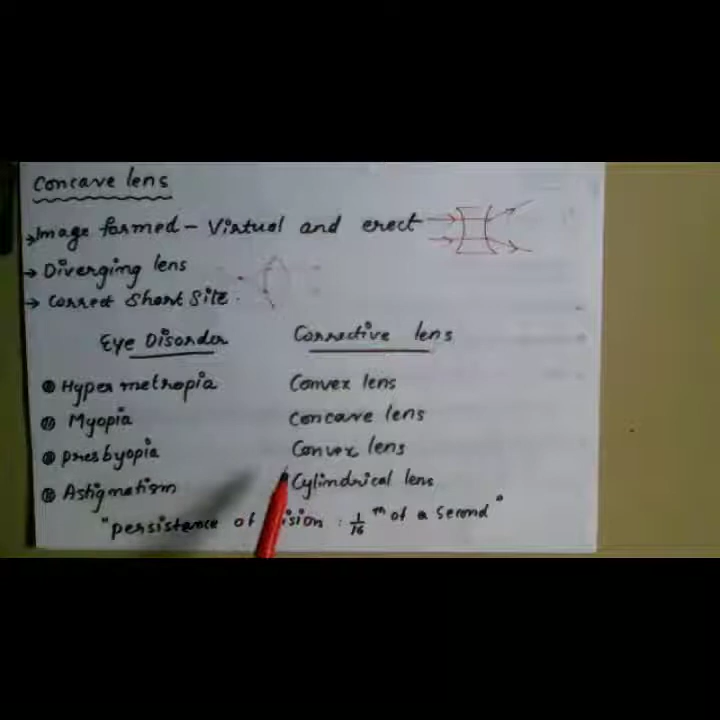 Concave lens
→ Image formed - Virtual and erect
→ Diverging lens
→ Correct Short Site.
Eye Disorder Corrective lens
Hypermetropia Convex lens
Myopia Concave lens
Presbyopia Convex lens
Astigmatism Cylindrical lens
"Persistence of vision : 1/16 th of a Second"